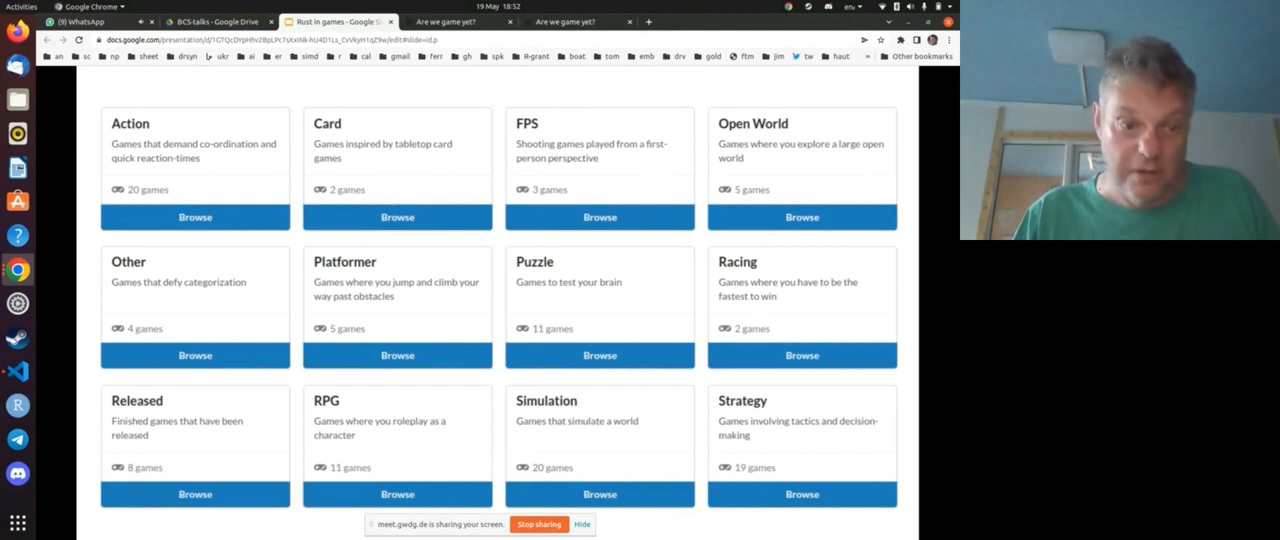 Activities
Google Chrome
19 May 18:52
en
(9) WhatsApp
BCS-talks - Google Drive
Rust in games - Google Sl
Are we game yet?
Are we game yet?
an
sc
np
sheet
drsyn
ukr
ai
er
simd
r
cal
gmail
ferr
gh
spk
R-grant
boat
tom
emb
drv
gold
ftm
jim
twr
haut
»
Other bookmarks
Action
Games that demand co-ordination and
quick reaction-times
20 games
Browse
Card
Games inspired by tabletop card
games
2 games
Browse
FPS
Shooting games played from a first-
person perspective
3 games
Browse
Open World
Games where you explore a large open
world
5 games
Browse
Other
Games that defy categorization
4 games
Browse
Platformer
Games where you jump and climb your
way past obstacles
5 games
Browse
Puzzle
Games to test your brain
11 games
Browse
Racing
Games where you have to be the
fastest to win
2 games
Browse
Released
Finished games that have been
released
8 games
Browse
RPG
Games where you roleplay as a
character
11 games
Browse
Simulation
Games that simulate a world
20 games
Browse
Strategy
Games involving tactics and decision-
making
19 games
Browse
meet.gwdg.de is sharing your screen.
Stop sharing
Hide